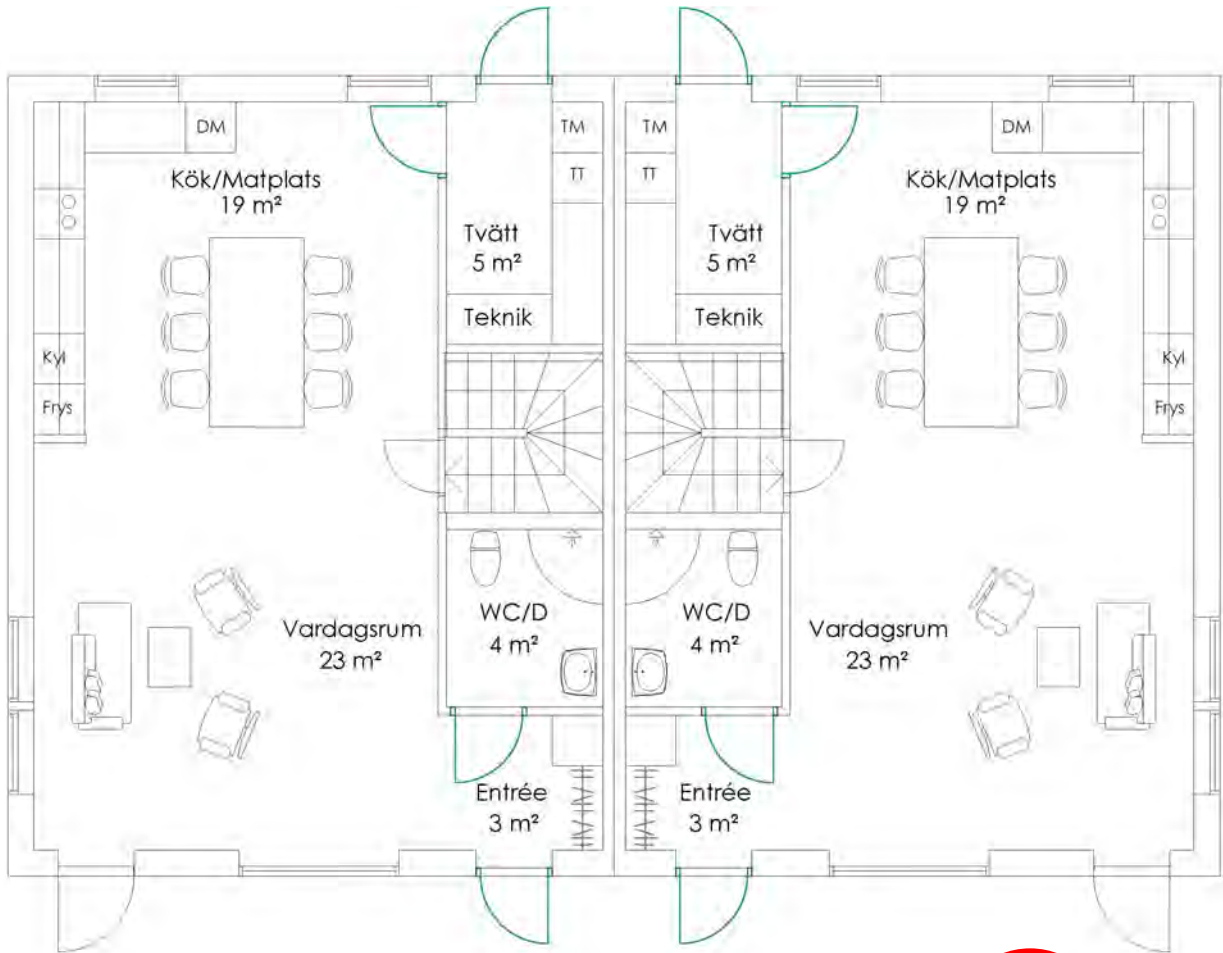 DM
TM
TT
Kök/Matplats
19 m²
Tvätt
5 m²
Teknik
Kyl
Frys
WC/D
4 m²
Vardagsrum
23 m²
Entrée
3 m²
TM
TT
DM
Kök/Matplats
19 m²
Tvätt
5 m²
Teknik
Kyl
Frys
WC/D
4 m²
Vardagsrum
23 m²
Entrée
3 m²